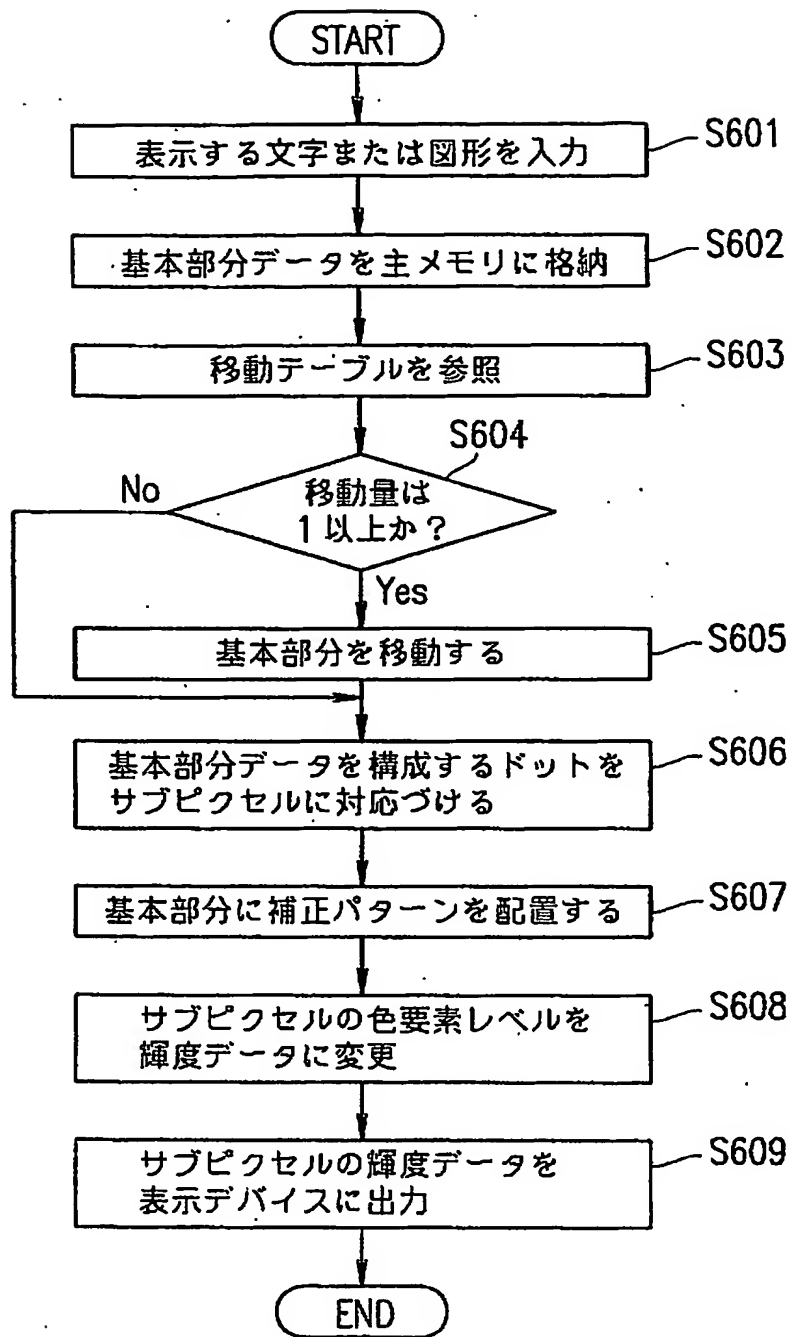 START
表示する文字または図形を入力
S601
基本部分データを主メモリに格納
S602
移動テーブルを参照
S603
S604
移動量は
1以上か?
No
Yes
基本部分を移動する
S605
基本部分データを構成するドットを
サブピクセルに対応づける
S606
基本部分に補正パターンを配置する
S607
サブピクセルの色要素レベルを
輝度データに変更
S608
サブピクセルの輝度データを
表示デバイスに出力
S609
END